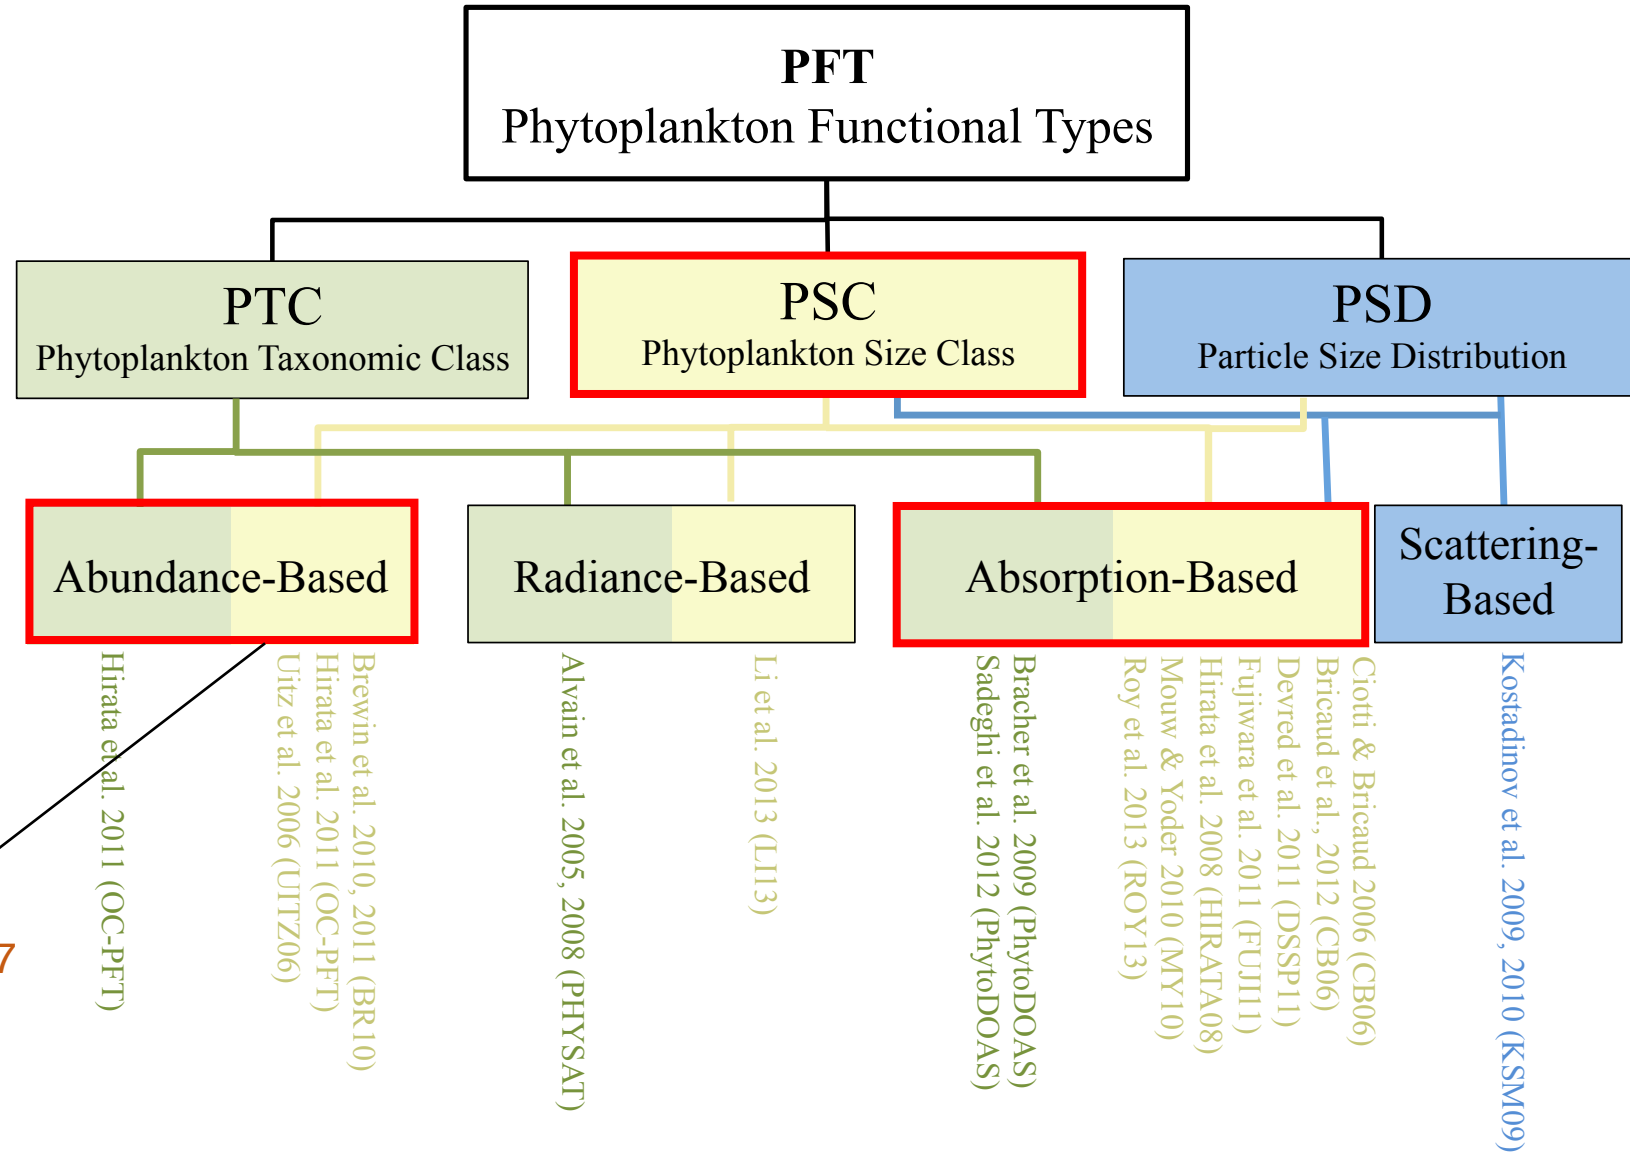 PFT
Phytoplankton Functional Types
PTC
Phytoplankton Taxonomic Class
PSC
Phytoplankton Size Class
PSD
Particle Size Distribution
Abundance-Based
Radiance-Based
Absorption-Based
Scattering-
Based
Hirata et al. 2011 (OC-PFT)
Brewin et al. 2010, 2011 (BR10)
Hirata et al. 2011 (OC-PFT)
Uitz et al. 2006 (UITZ06)
Alvain et al. 2005, 2008 (PHYSAT)
Li et al. 2013 (LI13)
Bracher et al. 2009 (PhytoDOAS)
Sadeghi et al. 2012 (PhytoDOAS)
Ciotti & Bricaud 2006 (CB06)
Bricaud et al., 2012 (CB06)
Devred et al. 2011 (DSSP11)
Fujiwara et al. 2011 (FUJI11)
Hirata et al. 2008 (HIRATA08)
Mouw & Yoder 2010 (MY10)
Roy et al. 2013 (ROY13)
Kostadinov et al. 2009, 2010 (KSM09)
7